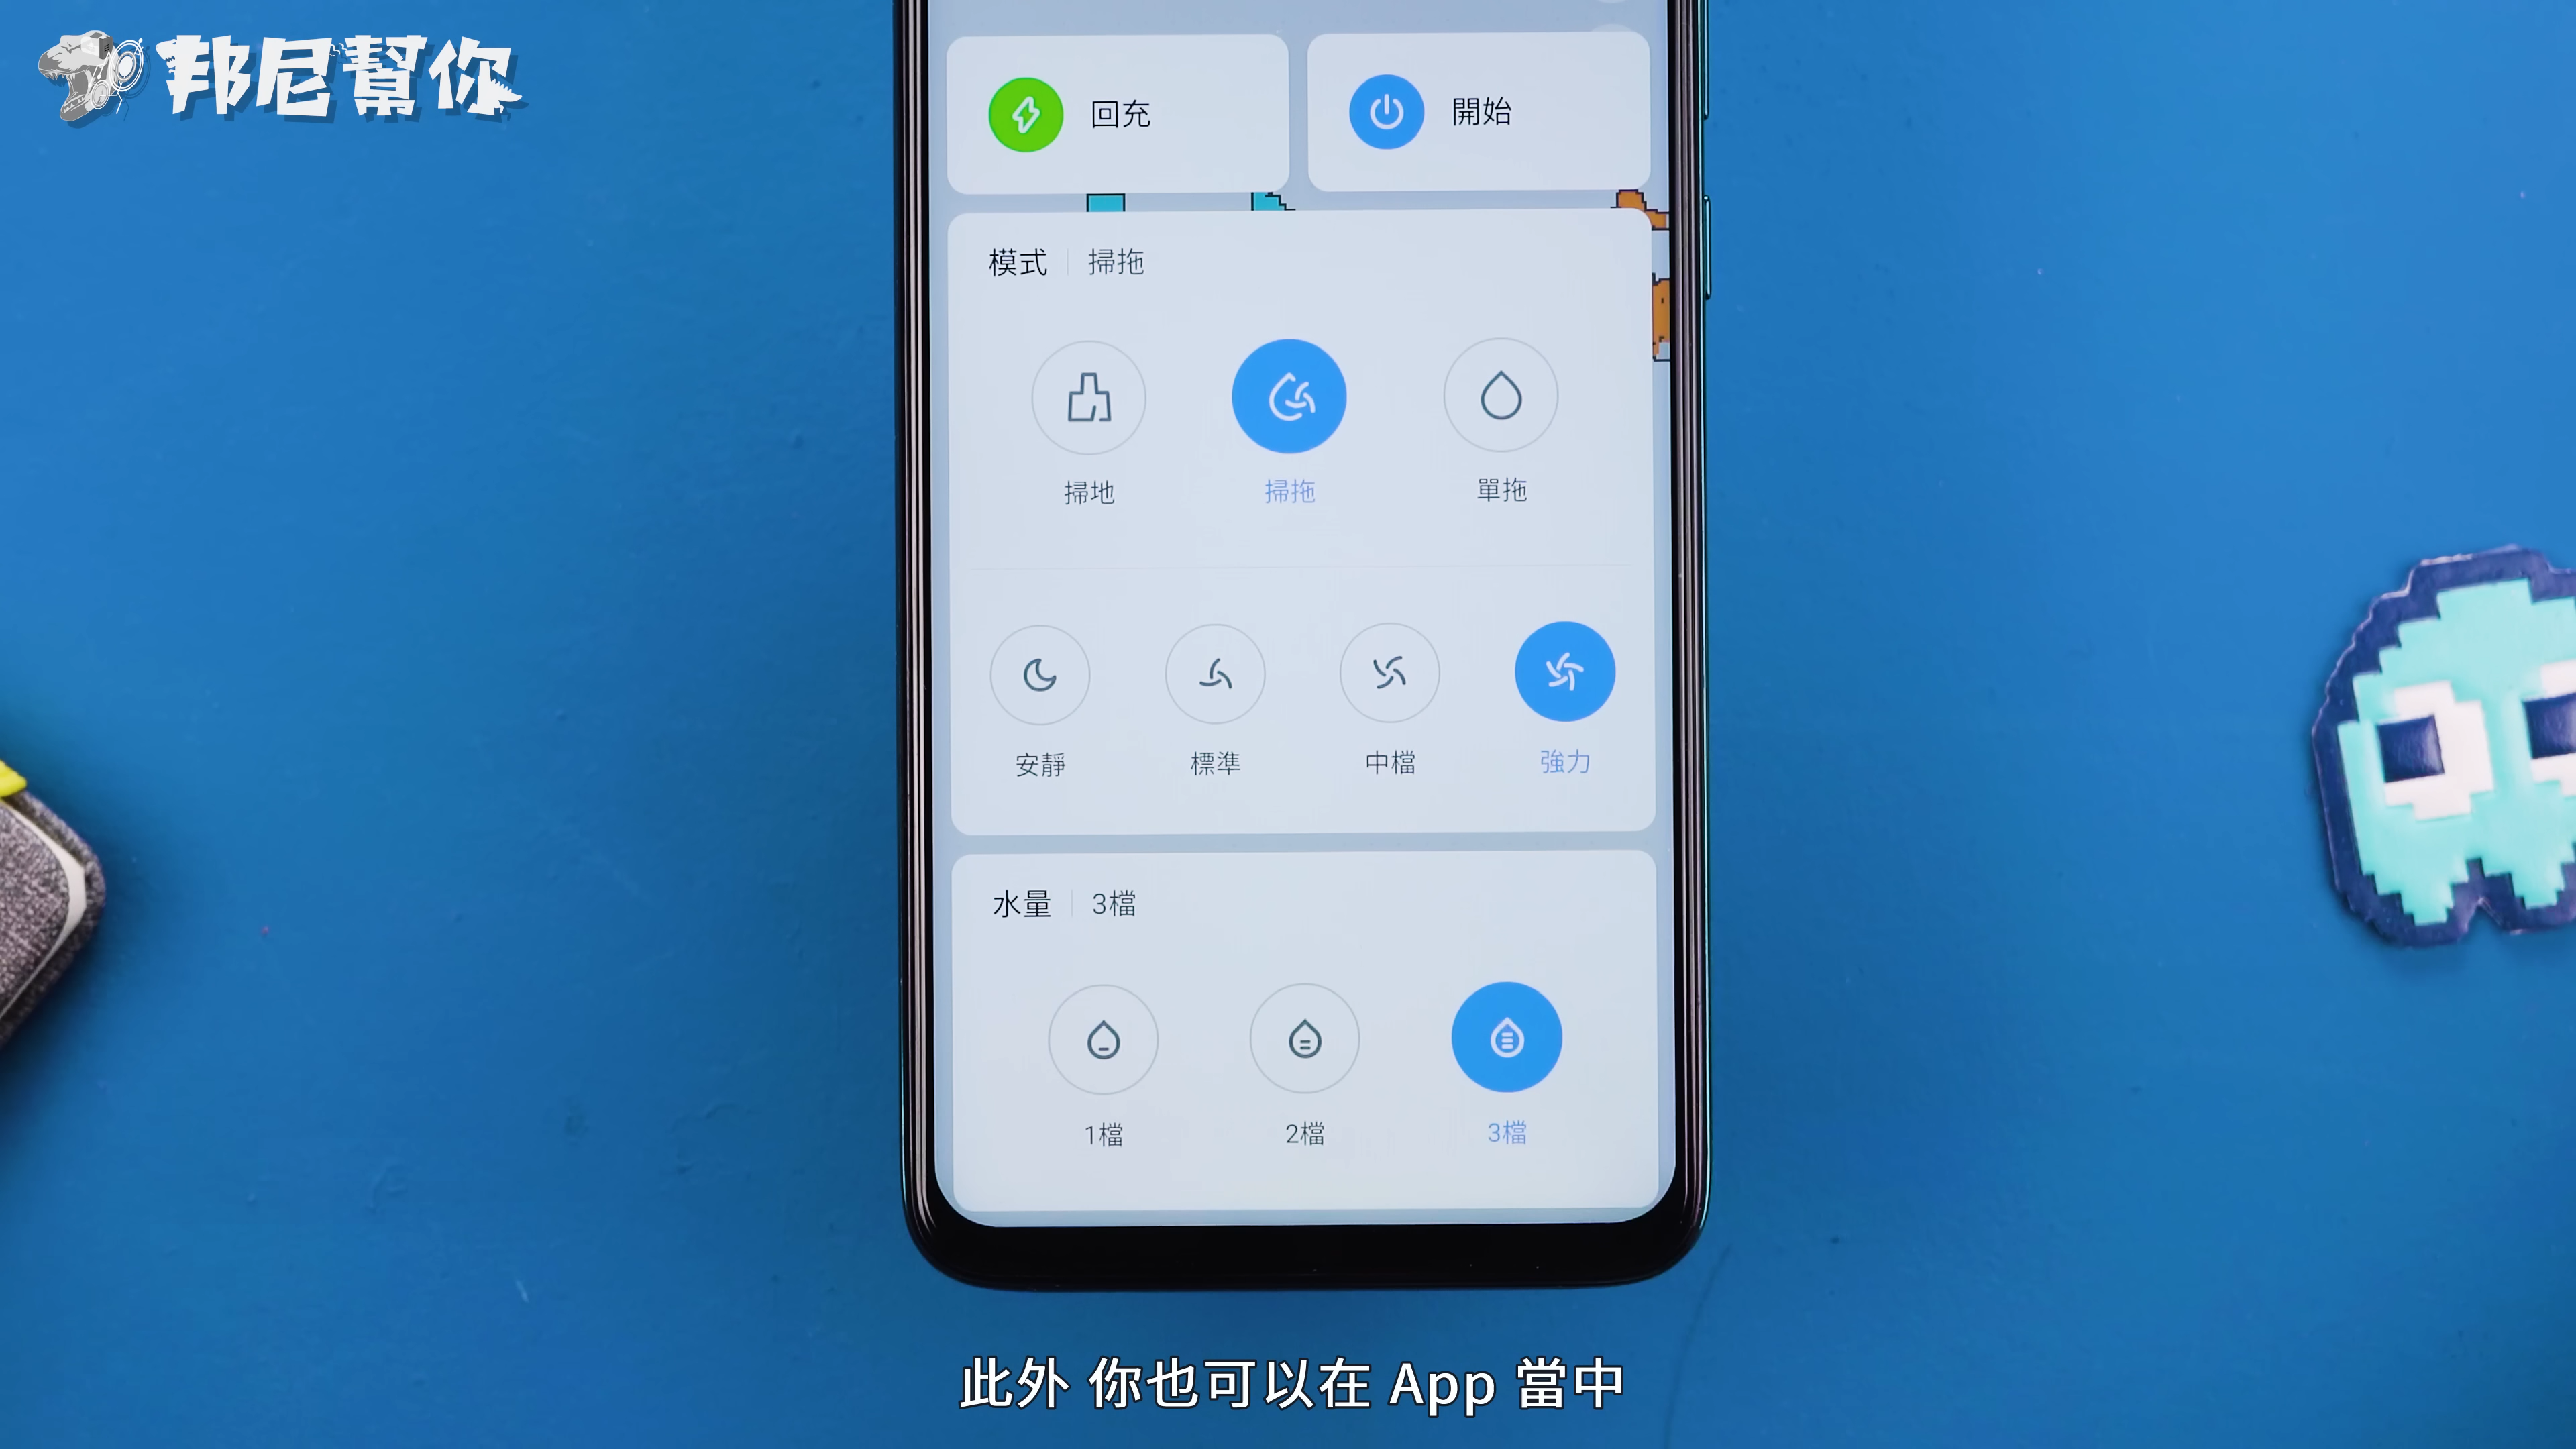 邦尼幫你
回充
開始
模式 掃拖
掃地
掃拖
單拖
安靜
標準
中檔
強力
水量 3檔
1檔
2檔
3檔
此外 你也可以在 App 當中